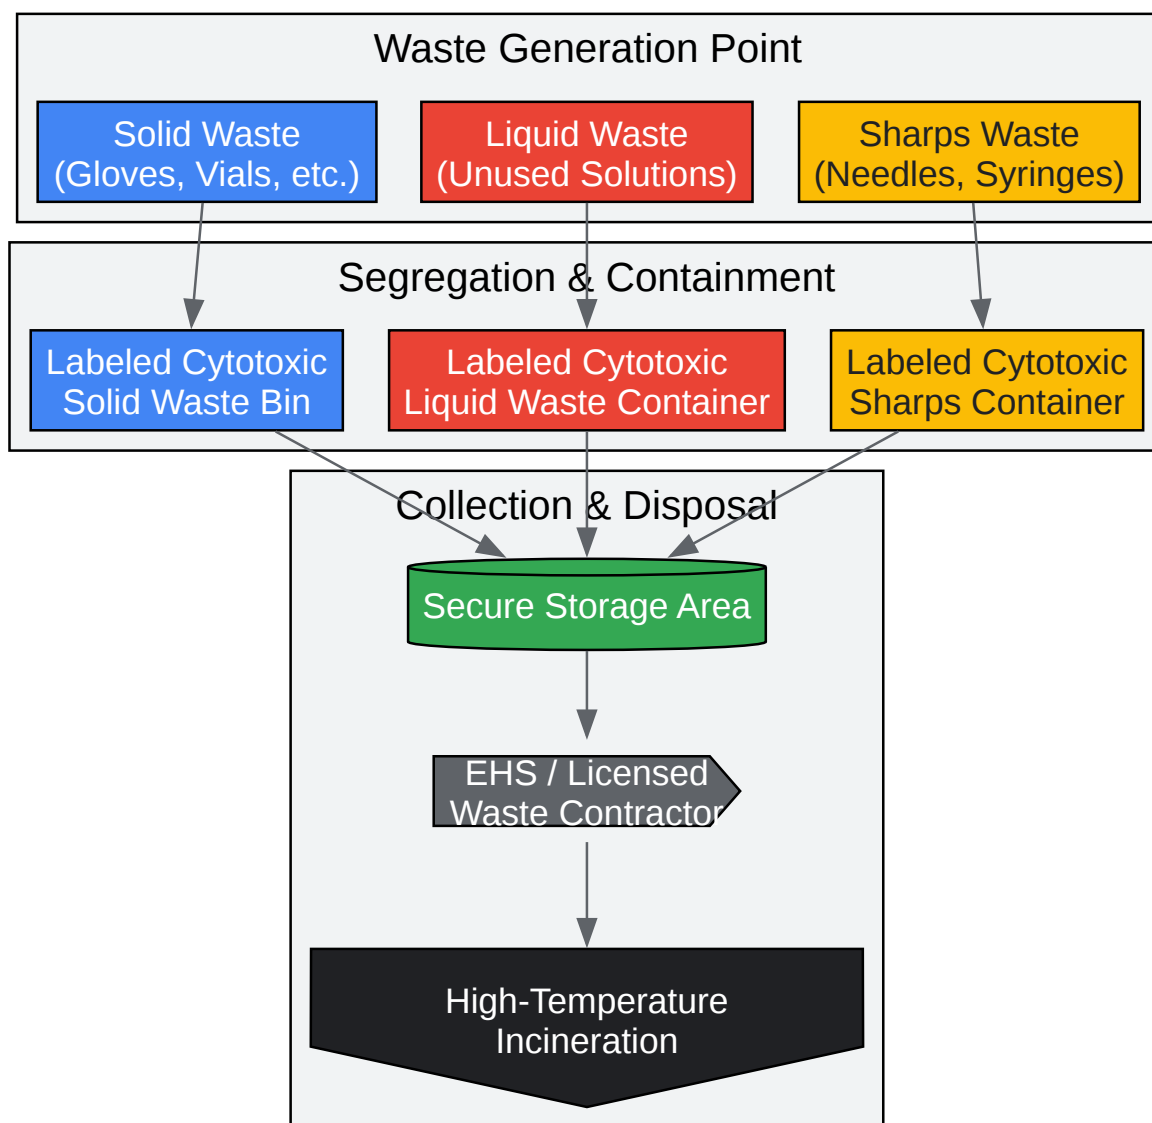 Waste Generation Point
Solid Waste
(Gloves, Vials, etc.)
Liquid Waste
(Unused Solutions)
Sharps Waste
(Needles, Syringes)
Segregation & Containment
Labeled Cytotoxic
Solid Waste Bin
Labeled Cytotoxic
Liquid Waste Container
Labeled Cytotoxic
Sharps Container
Collection & Disposal
Secure Storage Area
EHS / Licensed
Waste Contractor
High-Temperature
Incineration